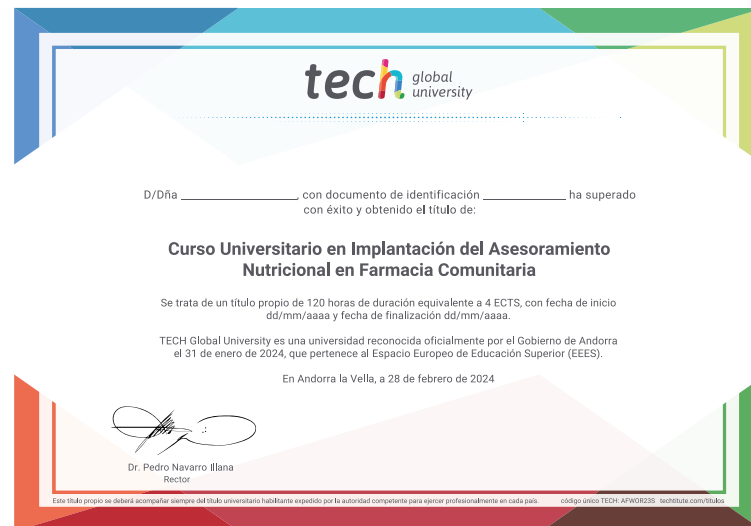 tech global university
D/Dña ____________________, con documento de identificación ______________ ha superado
con éxito y obtenido el título de:
Curso Universitario en Implantación del Asesoramiento
Nutricional en Farmacia Comunitaria
Se trata de un título propio de 120 horas de duración equivalente a 4 ECTS, con fecha de inicio
dd/mm/aaaa y fecha de finalización dd/mm/aaaa.
TECH Global University es una universidad reconocida oficialmente por el Gobierno de Andorra
el 31 de enero de 2024, que pertenece al Espacio Europeo de Educación Superior (EEES).
En Andorra la Vella, a 28 de febrero de 2024
Dr. Pedro Navarro Illana
Rector
Este título propio se deberá acompañar siempre del título universitario habilitante expedido por la autoridad competente para ejercer profesionalmente en cada país. código único TECH: AFWOR23S techtitute.com/titulos